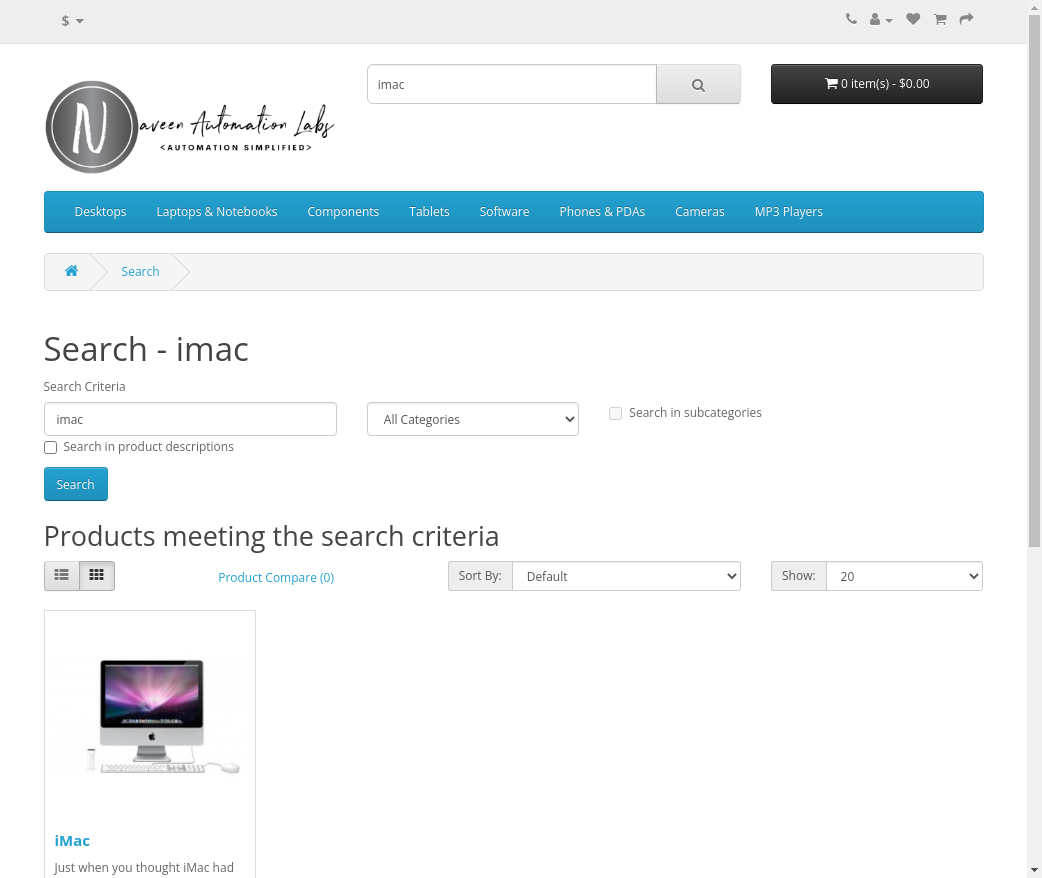 $
imac
0 item(s) - $0.00
N
aveen Automation Labs
<AUTOMATION SIMPLIFIED>
Desktops Laptops & Notebooks Components Tablets Software Phones & PDAs Cameras MP3 Players
Search
Search - imac
Search Criteria
imac All Categories Search in subcategories
Search in product descriptions
Search
Products meeting the search criteria
Product Compare (0) Sort By: Default Show: 20
iMac
Just when you thought iMac had